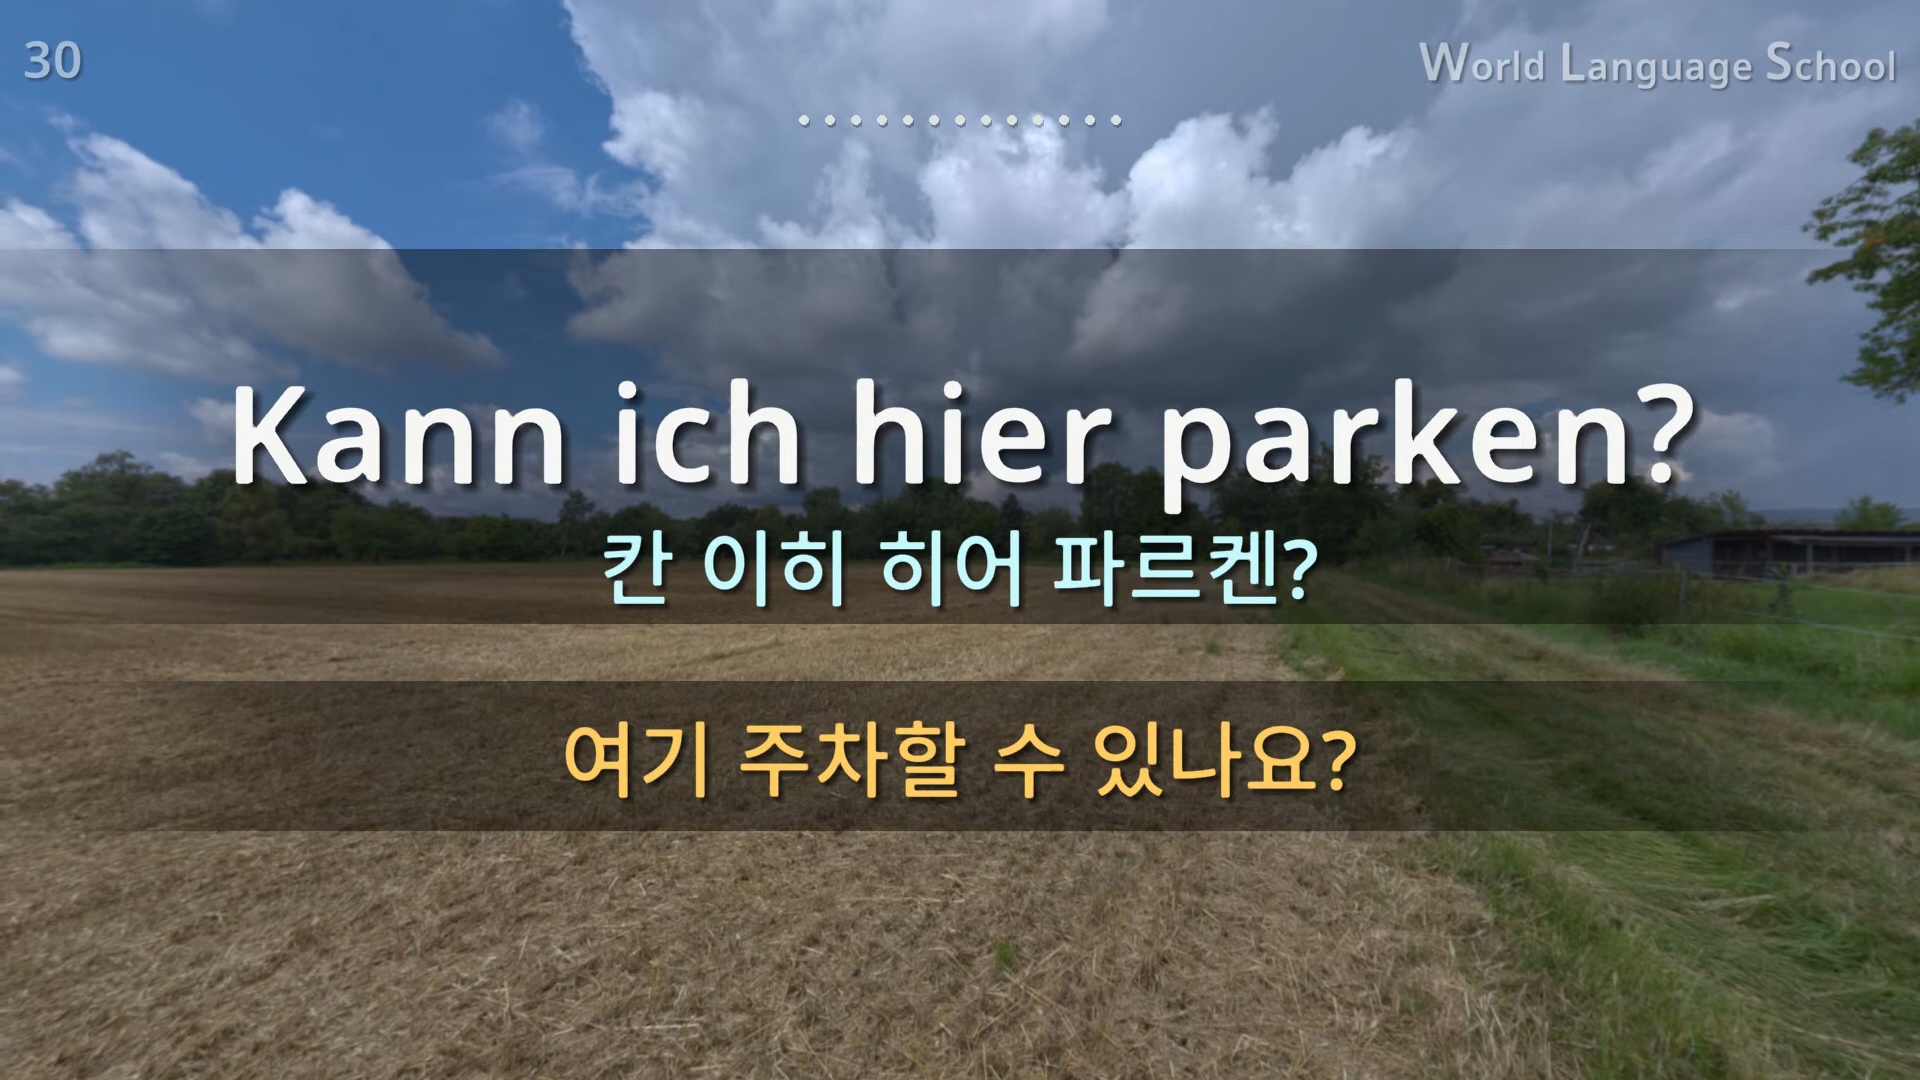 30
World Language School
Kann ich hier parken?
칸 이히 히어 파르켄?
여기 주차할 수 있나요?